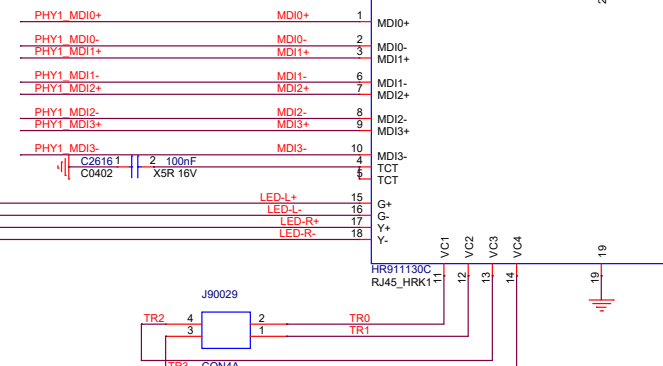 PHY1_MDI0+ MDI0+ 1 MDI0+
PHY1_MDI0- MDI0- 2 MDI0-
PHY1_MDI1+ MDI1+ 3 MDI1+
PHY1_MDI1- MDI1- 6 MDI1-
PHY1_MDI2+ MDI2+ 7 MDI2+
PHY1_MDI2- MDI2- 8 MDI2-
PHY1_MDI3+ MDI3+ 9 MDI3+
PHY1_MDI3- MDI3- 10 MDI3-
C2616 1 2 100nF 4 TCT
C0402 X5R 16V 5 TCT
LED-L+ 15 G+
LED-L- 16 G-
LED-R+ 17 Y+
LED-R- 18 Y-
VC1 VC2 VC3 VC4 19
HR911130C
RJ45_HRK1
11 12 13 14 19
J90029
TR2 4 2 TR0
3 1 TR1
TR3 CON4A